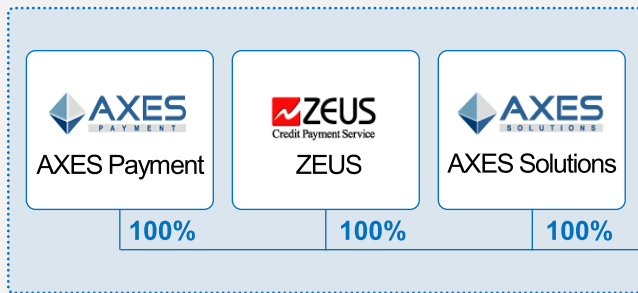 AXES
PAYMENT
AXES Payment
ZEUS
Credit Payment Service
ZEUS
AXES
SOLUTIONS
AXES Solutions
100%
100%
100%